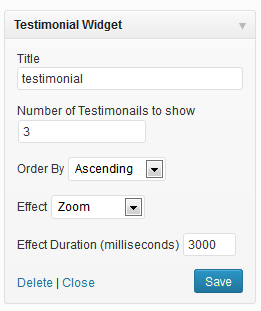 Testimonial Widget
Title
testimonial
Number of Testimonails to show
3
Order By Ascending
Effect Zoom
Effect Duration (milliseconds) 3000
Delete | Close Save